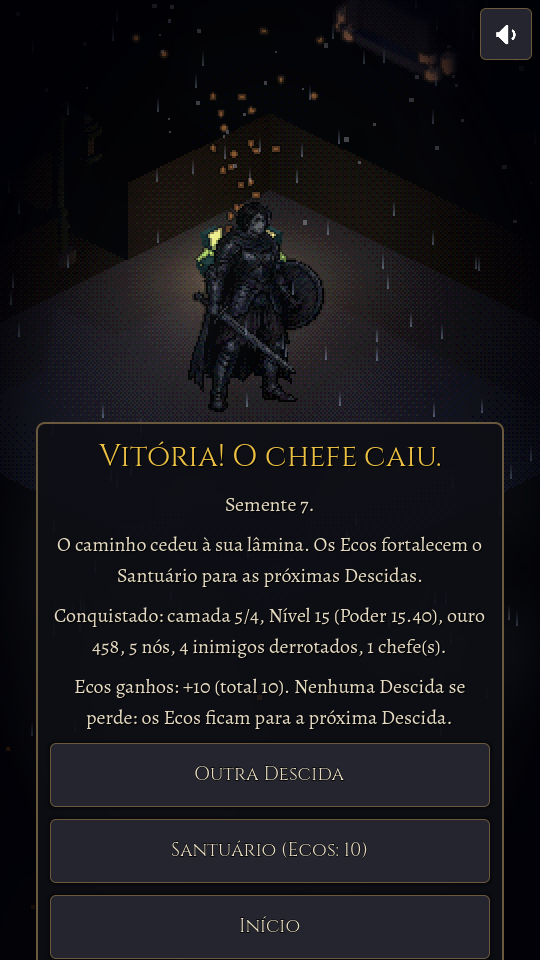 Vitória! O chefe caiu.
Semente 7.
O caminho cedeu à sua lâmina. Os Ecos fortalecem o
Santuário para as próximas Descidas.
Conquistado: camada 5/4, Nível 15 (Poder 15.40), ouro
458, 5 nós, 4 inimigos derrotados, 1 chefe(s).
Ecos ganhos: +10 (total 10). Nenhuma Descida se
perde: os Ecos ficam para a próxima Descida.
Outra Descida
Santuário (Ecos: 10)
Início